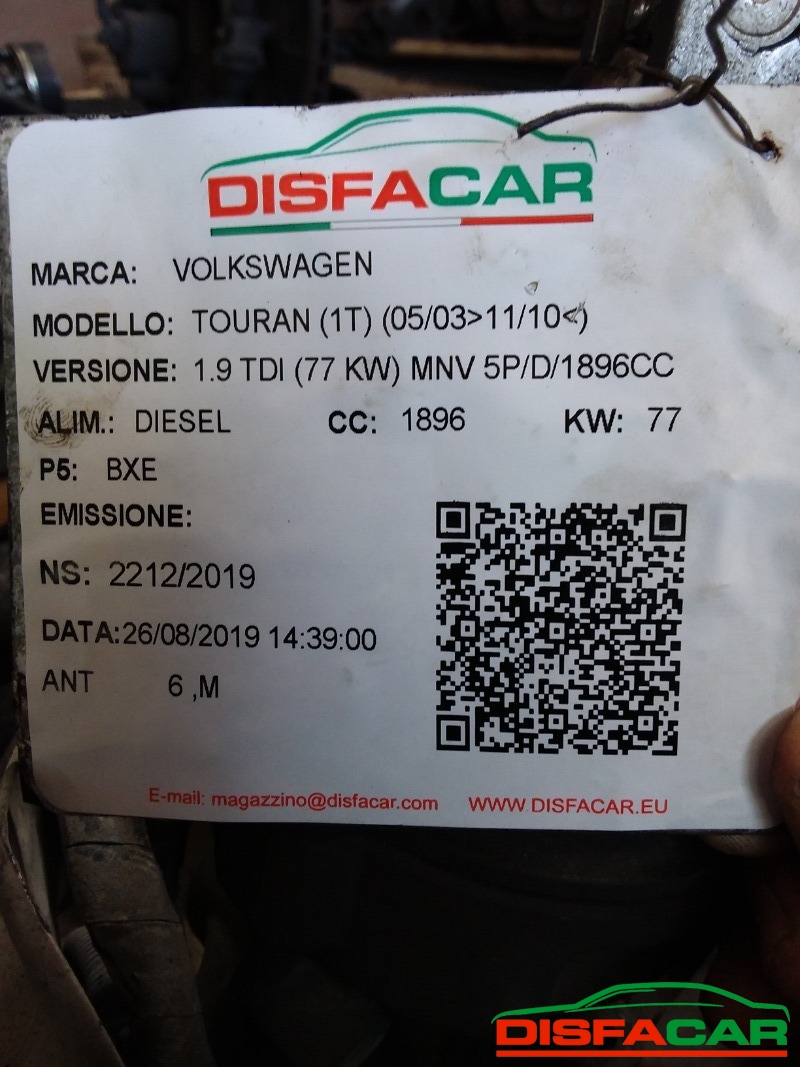 DISFACAR
MARCA: VOLKSWAGEN
MODELLO: TOURAN (1T) (05/03>11/10<)
VERSIONE: 1.9 TDI (77 KW) MNV 5P/D/1896CC
ALIM.: DIESEL CC: 1896 KW: 77
P5: BXE
EMISSIONE:
NS: 2212/2019
DATA:26/08/2019 14:39:00
ANT 6 ,M
E-mail: magazzino@disfacar.com WWW.DISFACAR.EU
DISFACAR